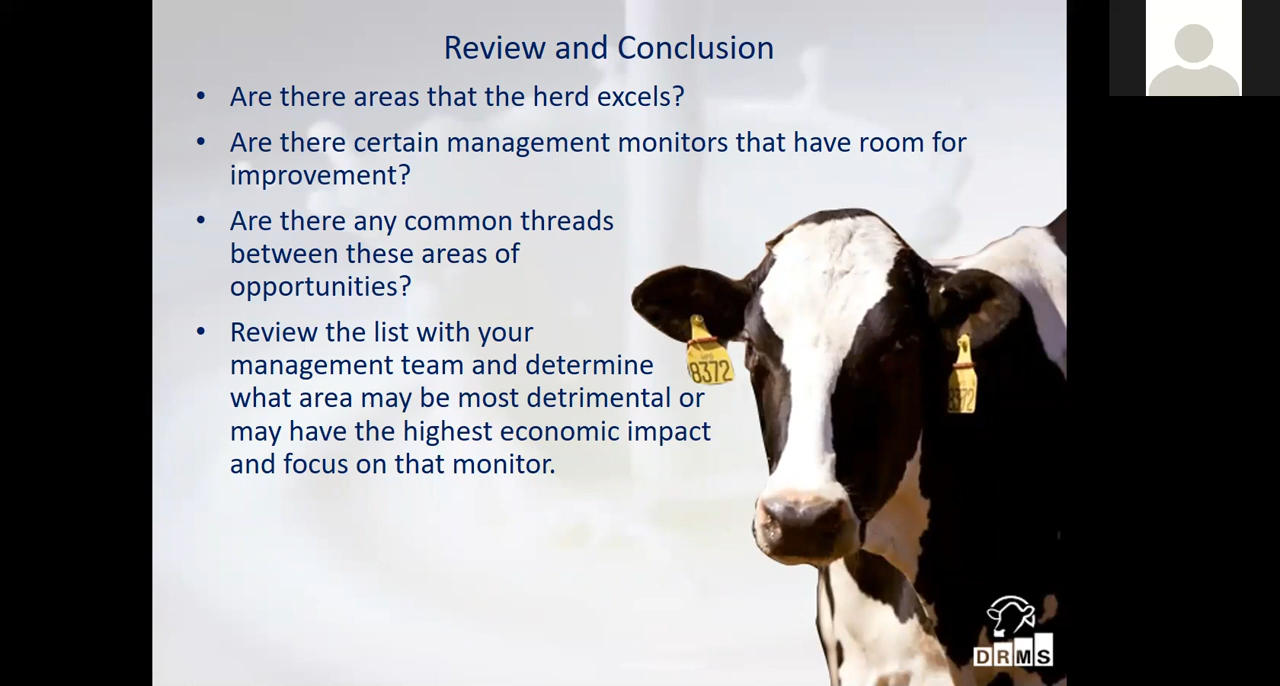 Review and Conclusion
• Are there areas that the herd excels?
• Are there certain management monitors that have room for
improvement?
• Are there any common threads
between these areas of
opportunities?
• Review the list with your
management team and determine
what area may be most detrimental or
may have the highest economic impact
and focus on that monitor.
8372
8372
DRMS